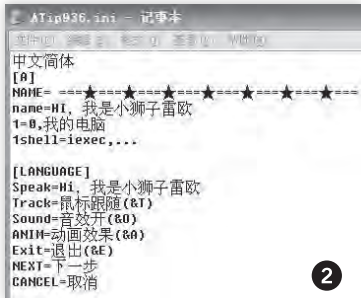 ATip936.ini - 记事本
中文简体
[A]
NAME= ===★===★===★===★===★===★===
name=HI, 我是小狮子雷欧
1=0,我的电脑
1shell=iexec,...
[LANGUAGE]
Speak=Hi, 我是小狮子雷欧
Track=鼠标跟随(&T)
Sound=音效开(&O)
ANIM=动画效果(&A)
Exit=退出(&E)
NEXT=下一步
CANCEL=取消
2